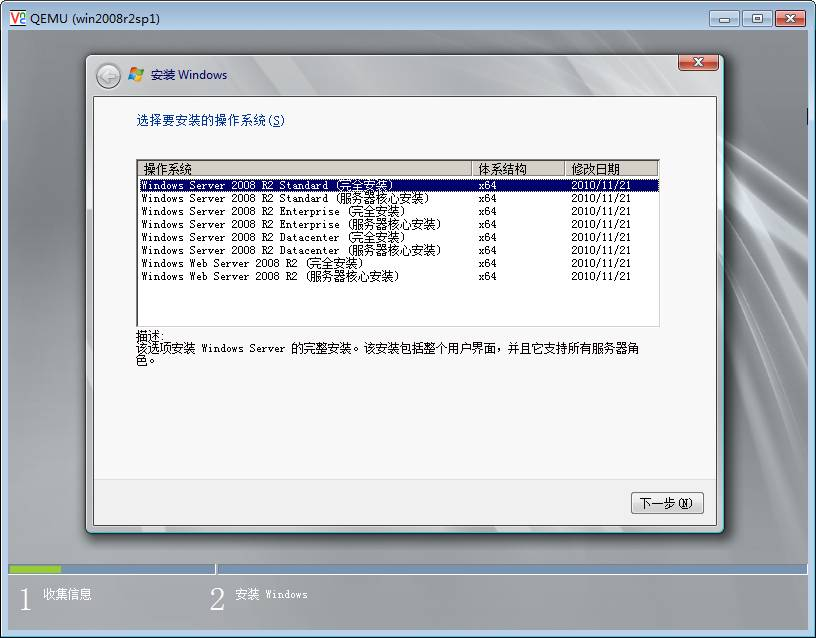 QEMU (win2008r2sp1)
安装 Windows
选择要安装的操作系统(S)
操作系统 体系结构 修改日期
Windows Server 2008 R2 Standard (完全安装) x64 2010/11/21
Windows Server 2008 R2 Standard (服务器核心安装) x64 2010/11/21
Windows Server 2008 R2 Enterprise (完全安装) x64 2010/11/21
Windows Server 2008 R2 Enterprise (服务器核心安装) x64 2010/11/21
Windows Server 2008 R2 Datacenter (完全安装) x64 2010/11/21
Windows Server 2008 R2 Datacenter (服务器核心安装) x64 2010/11/21
Windows Web Server 2008 R2 (完全安装) x64 2010/11/21
Windows Web Server 2008 R2 (服务器核心安装) x64 2010/11/21
描述:
该选项安装 Windows Server 的完整安装。该安装包括整个用户界面，并且它支持所有服务器角
色。
下一步(N)
1 收集信息 2 安装 Windows